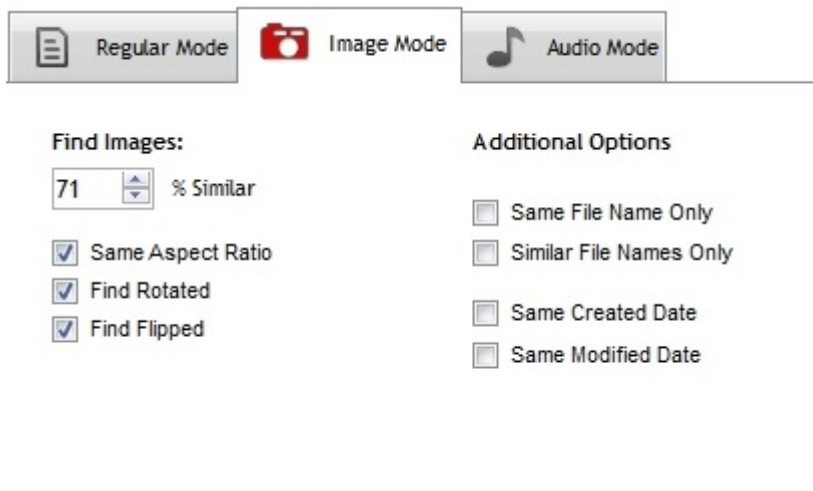 Regular Mode
Image Mode
Audio Mode
Find Images:
71 % Similar
Same Aspect Ratio
Find Rotated
Find Flipped
Additional Options
Same File Name Only
Similar File Names Only
Same Created Date
Same Modified Date